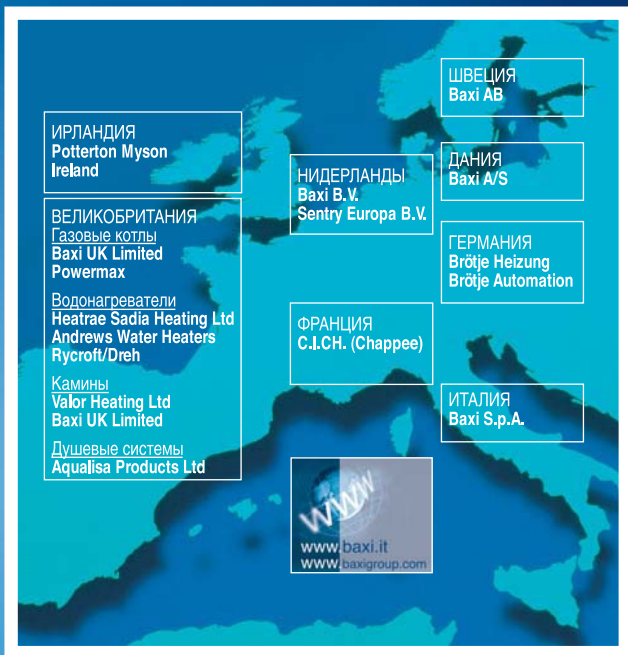 ИРЛАНДИЯ
Potterton Myson
Ireland
ВЕЛИКОБРИТАНИЯ
Газовые котлы
Baxi UK Limited
Powermax
Водонагреватели
Heatrae Sadia Heating Ltd
Andrews Water Heaters
Rycroft/Dreh
Камины
Valor Heating Ltd
Baxi UK Limited
Душевые системы
Aqualisa Products Ltd
НИДЕРЛАНДЫ
Baxi B.V.
Sentry Europa B.V.
ФРАНЦИЯ
C.I.CH. (Chappee)
ШВЕЦИЯ
Baxi AB
ДАНИЯ
Baxi A/S
ГЕРМАНИЯ
Brötje Heizung
Brötje Automation
ИТАЛИЯ
Baxi S.p.A.
www
www.baxi.it
www.baxigroup.com